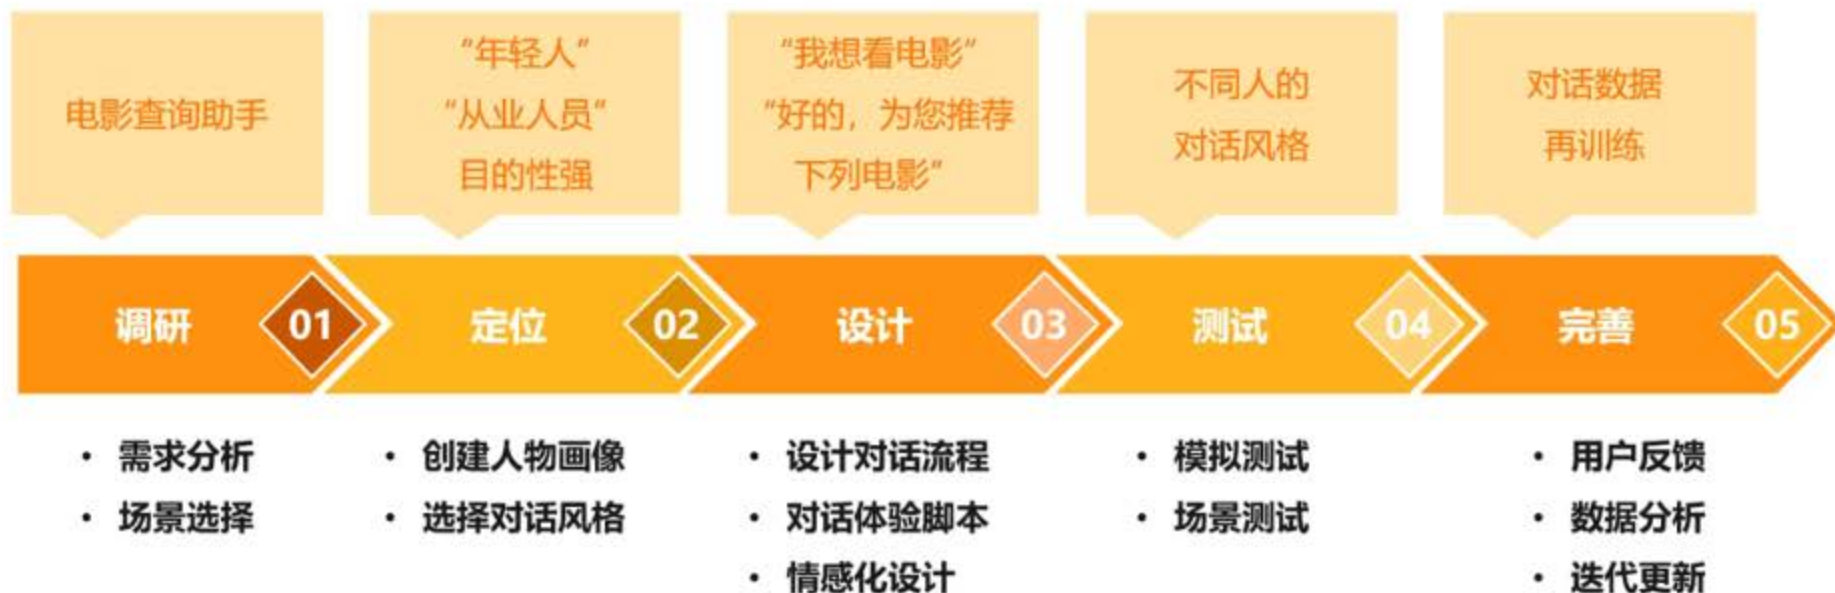 电影查询助手
“年轻人”
“从业人员”
目的性强
“我想看电影”
“好的，为您推荐
下列电影”
不同人的
对话风格
对话数据
再训练
调研 01
定位 02
设计 03
测试 04
完善 05
• 需求分析
• 场景选择
• 创建人物画像
• 选择对话风格
• 设计对话流程
• 对话体验脚本
• 情感化设计
• 模拟测试
• 场景测试
• 用户反馈
• 数据分析
• 迭代更新